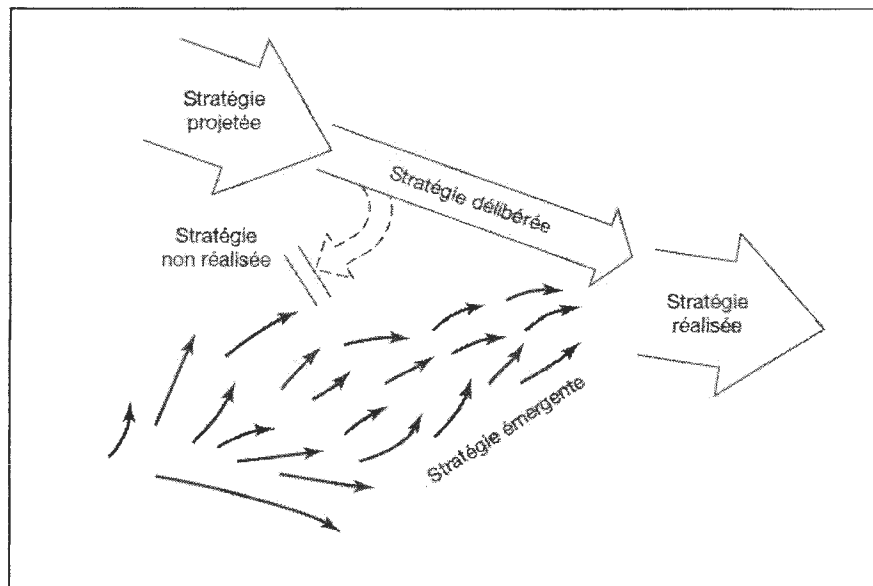 Stratégie
projetée
Stratégie délibérée
Stratégie
non réalisée
Stratégie
réalisée
Stratégie émergente